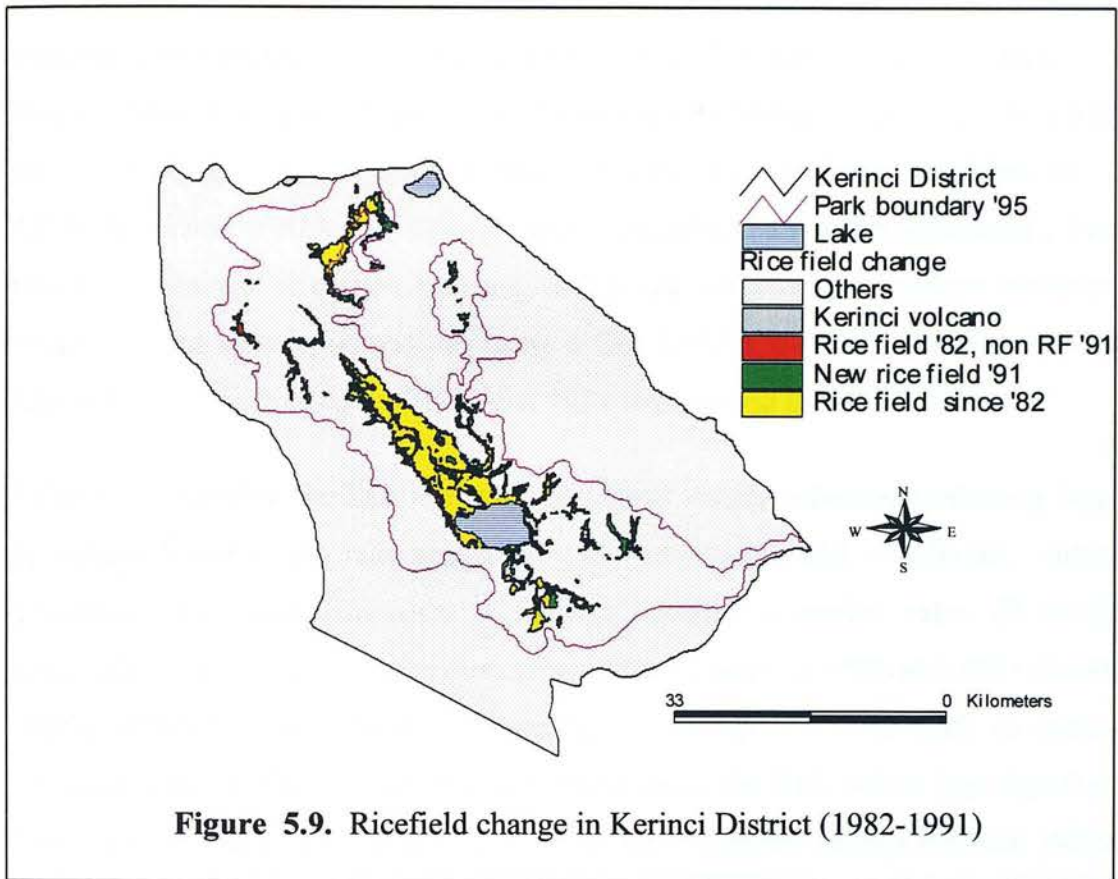 Kerinci District
Park boundary '95
Lake
Rice field change
Others
Kerinci volcano
Rice field '82, non RF '91
New rice field '91
Rice field since '82
N
W E
S
33 0 Kilometers
Figure 5.9. Ricefield change in Kerinci District (1982-1991)